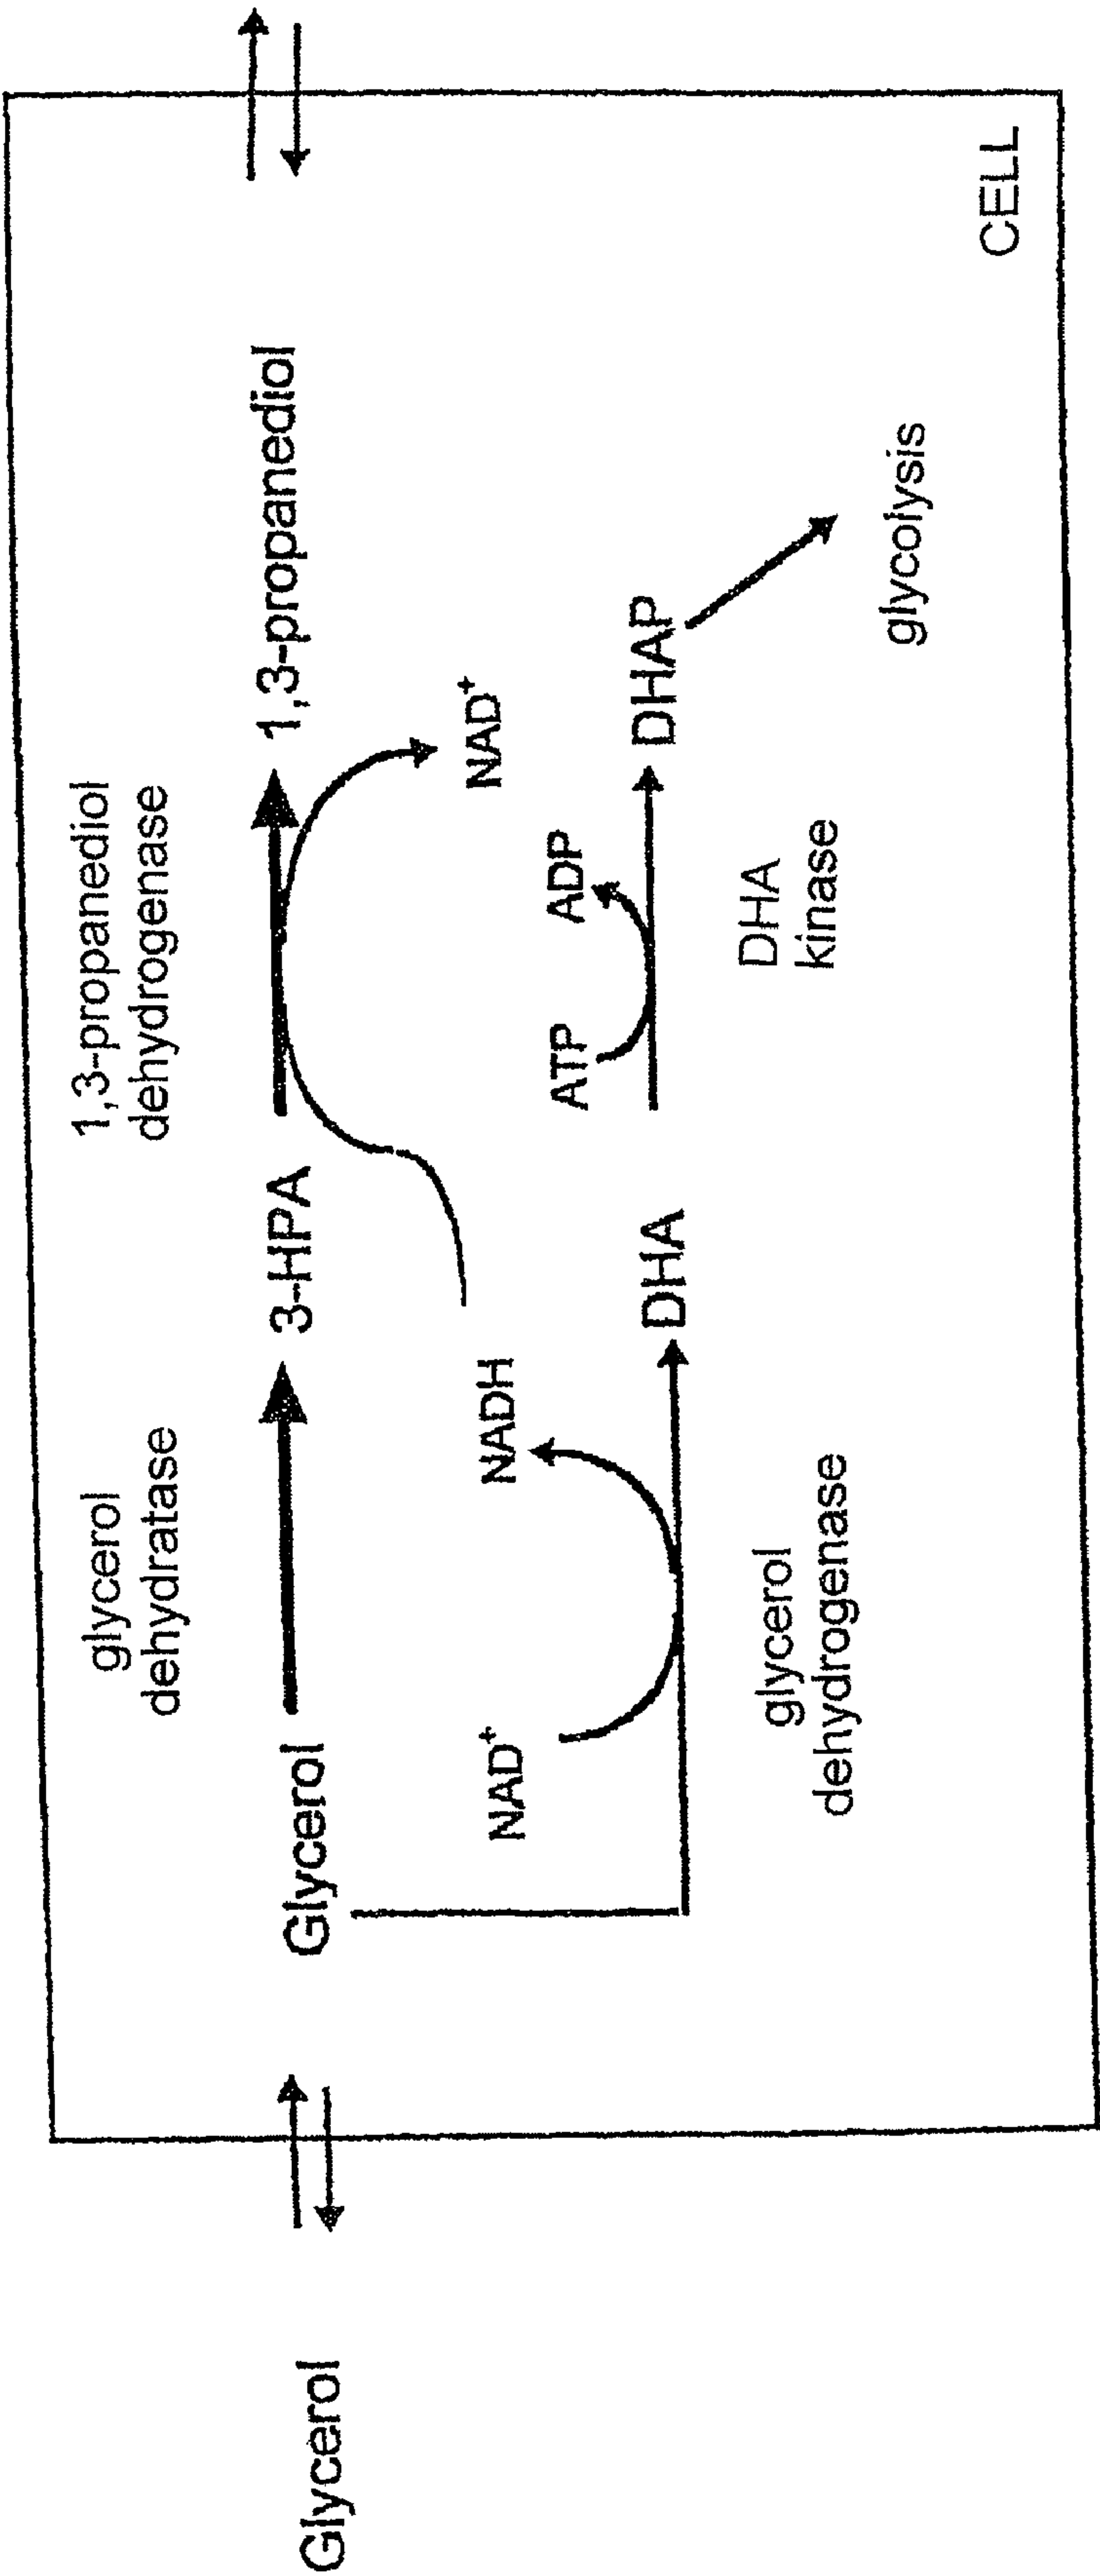 glycerol
dehydratase
1,3-propanediol
dehydrogenase
Glycerol
Glycerol
3-HPA
1,3-propanediol
NAD⁺
NADH
NAD⁺
ATP
ADP
DHA
DHAP
glycerol
dehydrogenase
DHA
kinase
glycolysis
CELL